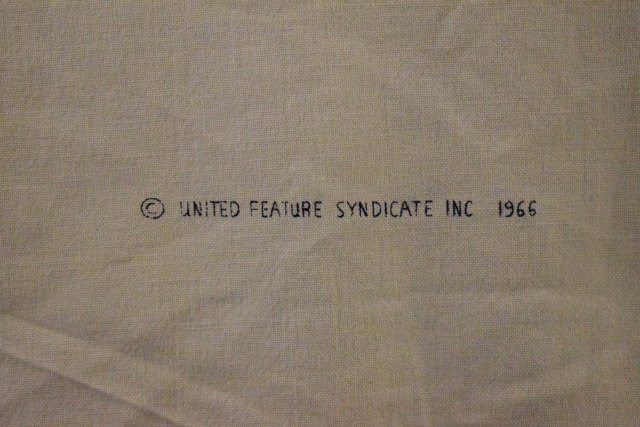 © UNITED FEATURE SYNDICATE INC 1966